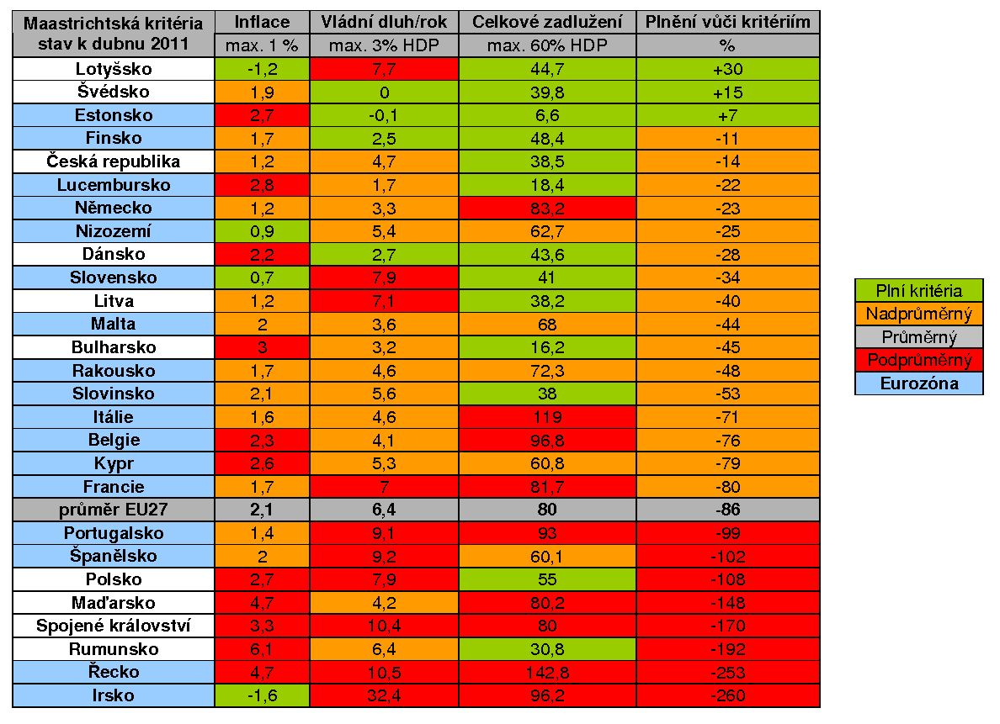 Maastrichtská kritéria Inflace Vládní dluh/rok Celkové zadlužení Plnění vůči kritériím
stav k dubnu 2011 max. 1 % max. 3% HDP max. 60% HDP %
Lotyšsko -1,2 7,7 44,7 +30
Švédsko 1,9 0 39,8 +15
Estonsko 2,7 -0,1 6,6 +7
Finsko 1,7 2,5 48,4 -11
Česká republika 1,2 4,7 38,5 -14
Lucembursko 2,8 1,7 18,4 -22
Německo 1,2 3,3 83,2 -23
Nizozemí 0,9 5,4 62,7 -25
Dánsko 2,2 2,7 43,6 -28
Slovensko 0,7 7,9 41 -34
Litva 1,2 7,1 38,2 -40
Malta 2 3,6 68 -44
Bulharsko 3 3,2 16,2 -45
Rakousko 1,7 4,6 72,3 -48
Slovinsko 2,1 5,6 38 -53
Itálie 1,6 4,6 119 -71
Belgie 2,3 4,1 96,8 -76
Kypr 2,6 5,3 60,8 -79
Francie 1,7 7 81,7 -80
průměr EU27 2,1 6,4 80 -86
Portugalsko 1,4 9,1 93 -99
Španělsko 2 9,2 60,1 -102
Polsko 2,7 7,9 55 -108
Maďarsko 4,7 4,2 80,2 -148
Spojené království 3,3 10,4 80 -170
Rumunsko 6,1 6,4 30,8 -192
Řecko 4,7 10,5 142,8 -253
Irsko -1,6 32,4 96,2 -260
Plní kritéria
Nadprůměrný
Průměrný
Podprůměrný
Eurozóna